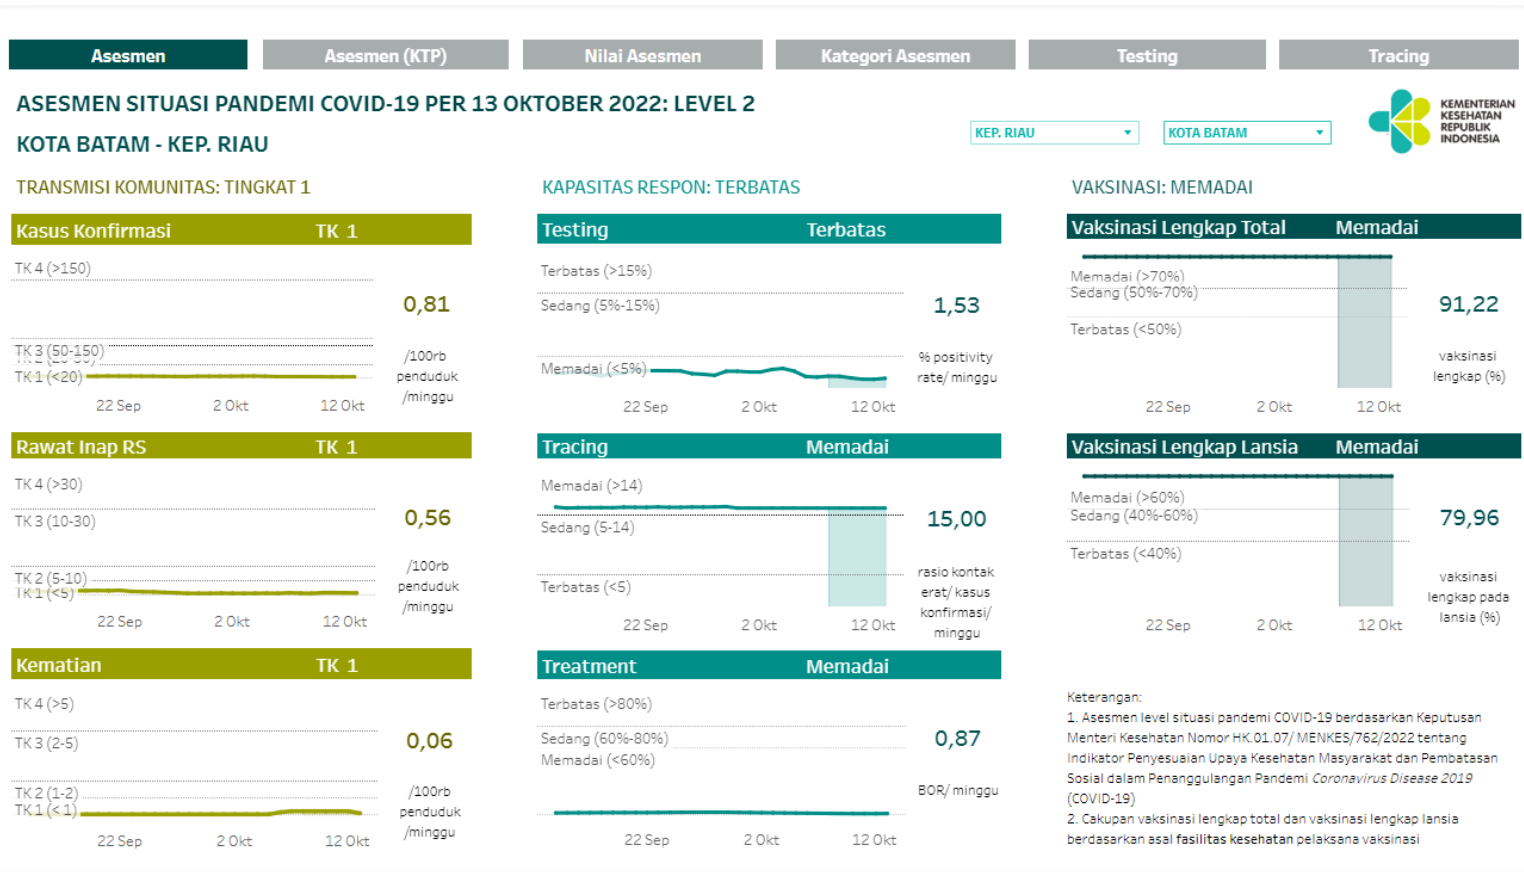 Asesmen
Asesmen (KTP)
Nilai Asesmen
Kategori Asesmen
Testing
Tracing
ASESMEN SITUASI PANDEMI COVID-19 PER 13 OKTOBER 2022: LEVEL 2
KOTA BATAM - KEP. RIAU
KEP. RIAU
KOTA BATAM
KEMENTERIAN
KESEHATAN
REPUBLIK
INDONESIA
TRANSMISI KOMUNITAS: TINGKAT 1
Kasus Konfirmasi TK 1
TK 4 (>150)
TK 3 (50-150)
TK 1 (<20)
0,81
/100rb
penduduk
/minggu
22 Sep 2 Okt 12 Okt
Rawat Inap RS TK 1
TK 4 (>30)
TK 3 (10-30)
TK 2 (5-10)
TK 1 (<5)
0,56
/100rb
penduduk
/minggu
22 Sep 2 Okt 12 Okt
Kematian TK 1
TK 4 (>5)
TK 3 (2-5)
TK 2 (1-2)
TK 1 (<1)
0,06
/100rb
penduduk
/minggu
22 Sep 2 Okt 12 Okt
KAPASITAS RESPON: TERBATAS
Testing Terbatas
Terbatas (>15%)
Sedang (5%-15%)
Memadai (<5%)
1,53
% positivity
rate/ minggu
22 Sep 2 Okt 12 Okt
Tracing Memadai
Memadai (>14)
Sedang (5-14)
Terbatas (<5)
15,00
rasio kontak
erat/ kasus
konfirmasi/
minggu
22 Sep 2 Okt 12 Okt
Treatment Memadai
Terbatas (>80%)
Sedang (60%-80%)
Memadai (<60%)
0,87
BOR/ minggu
22 Sep 2 Okt 12 Okt
VAKSINASI: MEMADAI
Vaksinasi Lengkap Total Memadai
Memadai (>70%)
Sedang (50%-70%)
Terbatas (<50%)
91,22
vaksinasi
lengkap (%)
22 Sep 2 Okt 12 Okt
Vaksinasi Lengkap Lansia Memadai
Memadai (>60%)
Sedang (40%-60%)
Terbatas (<40%)
79,96
vaksinasi
lengkap pada
lansia (%)
22 Sep 2 Okt 12 Okt
Keterangan:
1. Asesmen level situasi pandemi COVID-19 berdasarkan Keputusan
Menteri Kesehatan Nomor HK.01.07/ MENKES/762/2022 tentang
Indikator Penyesuaian Upaya Kesehatan Masyarakat dan Pembatasan
Sosial dalam Penanggulangan Pandemi Coronavirus Disease 2019
(COVID-19)
2. Cakupan vaksinasi lengkap total dan vaksinasi lengkap lansia
berdasarkan asal fasilitas kesehatan pelaksana vaksinasi